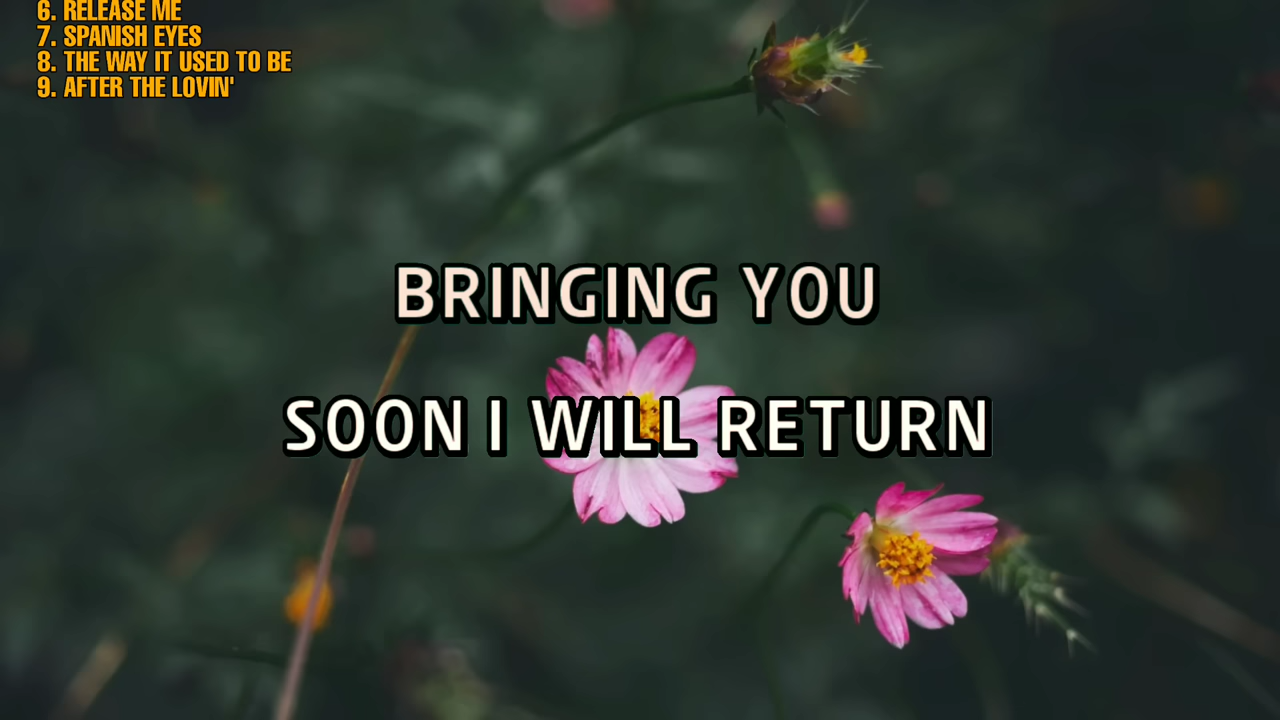 6. RELEASE ME
7. SPANISH EYES
8. THE WAY IT USED TO BE
9. AFTER THE LOVIN'
BRINGING YOU
SOON I WILL RETURN